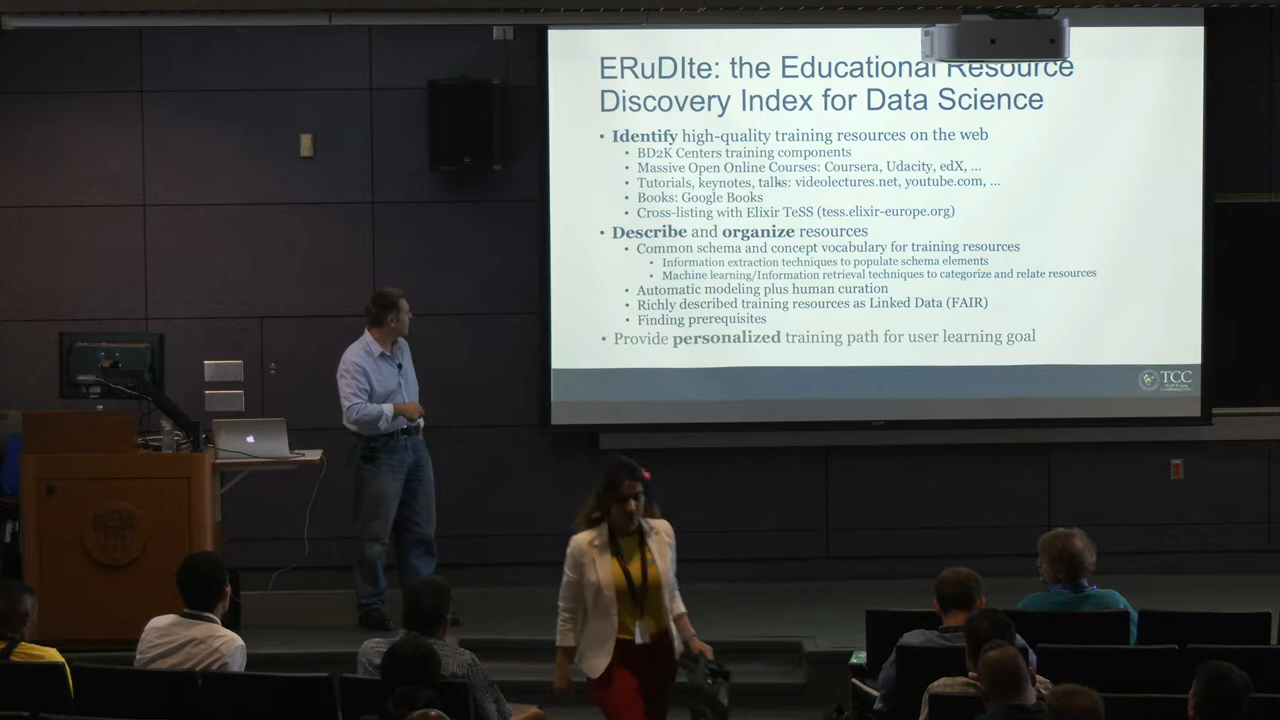 ERuDIte: the Educational Resource
Discovery Index for Data Science
• Identify high-quality training resources on the web
• BD2K Centers training components
• Massive Open Online Courses: Coursera, Udacity, edX, ...
• Tutorials, keynotes, talks: videolectures.net, youtube.com, ...
• Books: Google Books
• Cross-listing with Elixir TeSS (tess.elixir-europe.org)
• Describe and organize resources
• Common schema and concept vocabulary for training resources
• Information extraction techniques to populate schema elements
• Machine learning/Information retrieval techniques to categorize and relate resources
• Automatic modeling plus human curation
• Richly described training resources as Linked Data (FAIR)
• Finding prerequisites
• Provide personalized training path for user learning goal
TCC